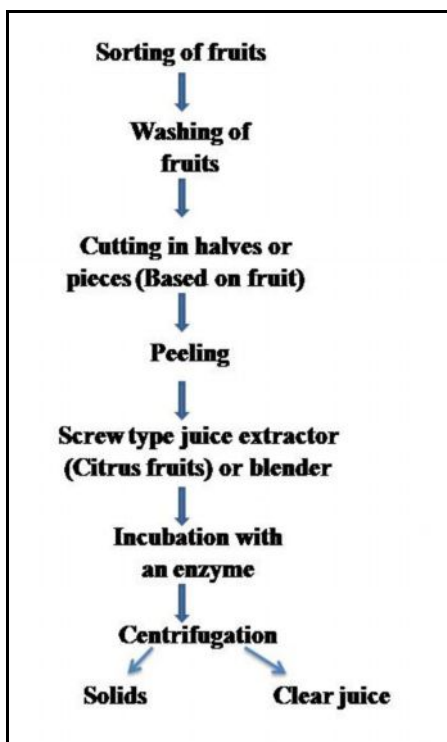 Sorting of fruits
Washing of
fruits
Cutting in halves or
pieces (Based on fruit)
Peeling
Screw type juice extractor
(Citrus fruits) or blender
Incubation with
an enzyme
Centrifugation
Solids
Clear juice